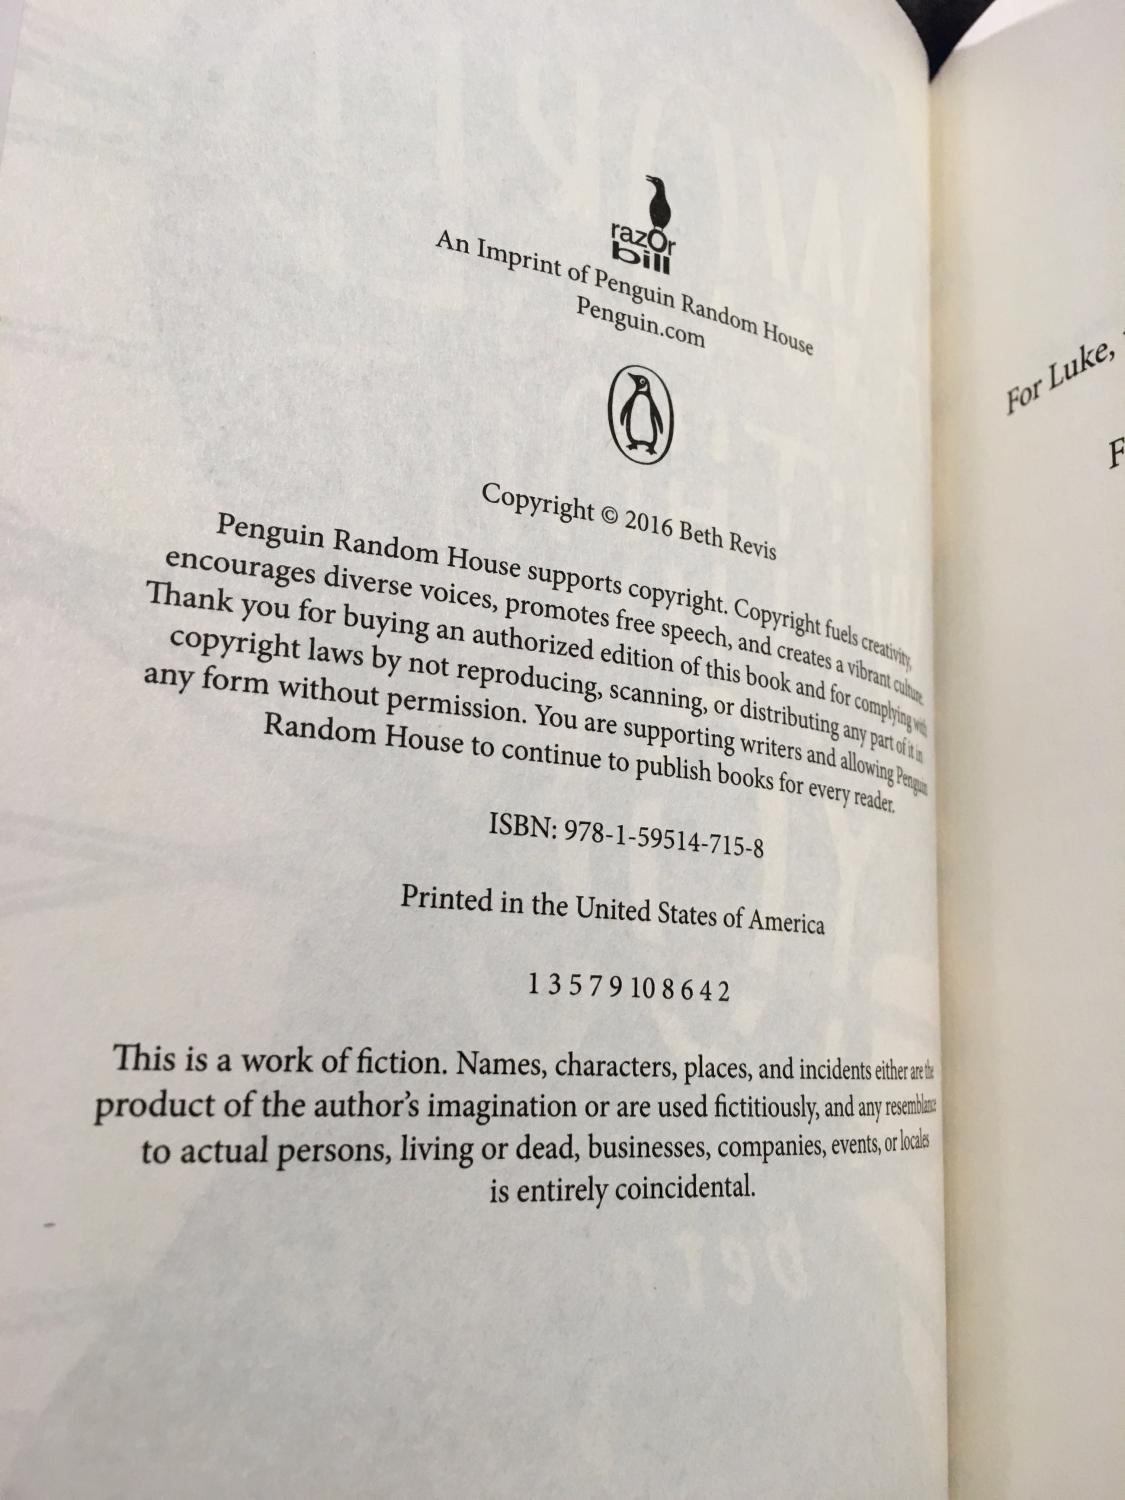 razOr
bill
An Imprint of Penguin Random House
Penguin.com
Copyright © 2016 Beth Revis
Penguin Random House supports copyright. Copyright fuels creativity,
encourages diverse voices, promotes free speech, and creates a vibrant culture.
Thank you for buying an authorized edition of this book and for complying with
copyright laws by not reproducing, scanning, or distributing any part of it in
any form without permission. You are supporting writers and allowing Penguin
Random House to continue to publish books for every reader.
ISBN: 978-1-59514-715-8
Printed in the United States of America
1 3 5 7 9 10 8 6 4 2
This is a work of fiction. Names, characters, places, and incidents either are the
product of the author's imagination or are used fictitiously, and any resemblance
to actual persons, living or dead, businesses, companies, events, or locales
is entirely coincidental.
For Luke,